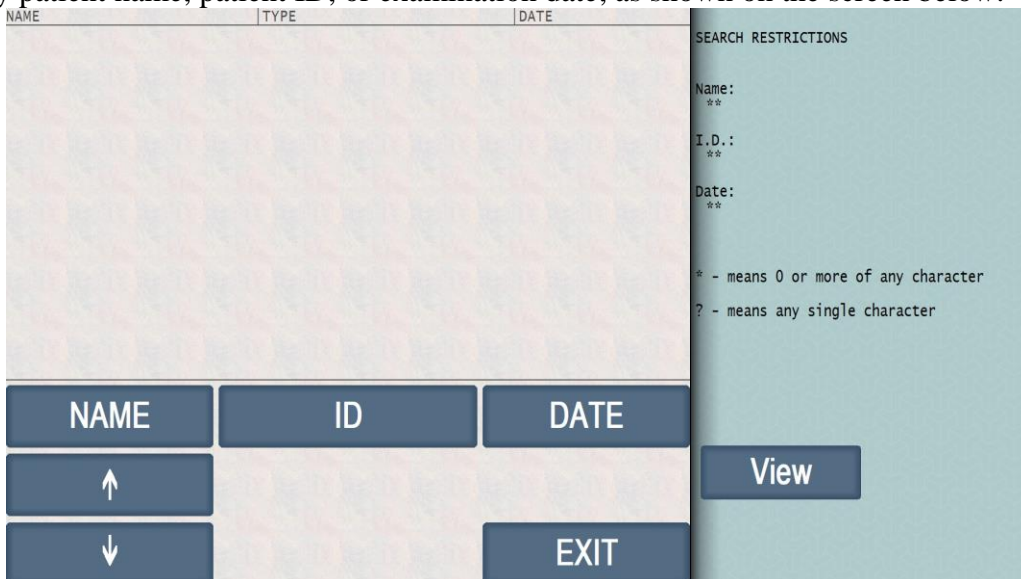 patient name, patient ID, or examination date, as shown on the screen below.
NAME TYPE DATE
SEARCH RESTRICTIONS
Name:
**
I.D.:
**
Date:
**
* - means 0 or more of any character
? - means any single character
NAME ID DATE
↑
View
↓ EXIT